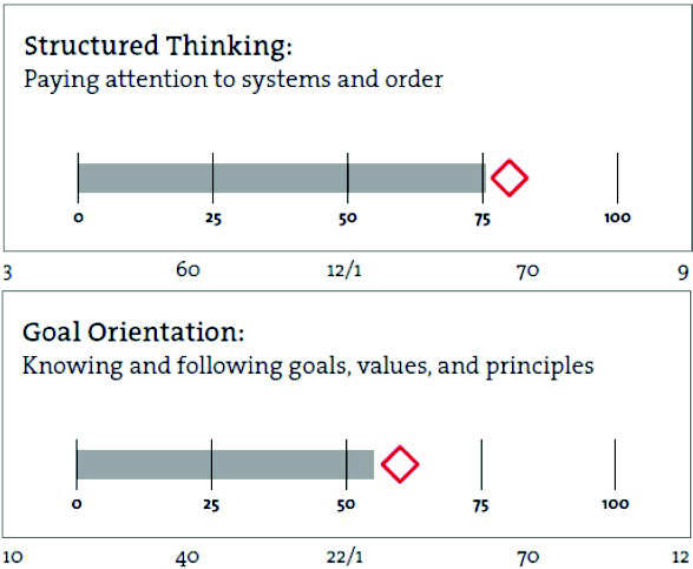 Structured Thinking:
Paying attention to systems and order
0 25 50 75 100
3 60 12/1 70 9
Goal Orientation:
Knowing and following goals, values, and principles
0 25 50 75 100
10 40 22/1 70 12